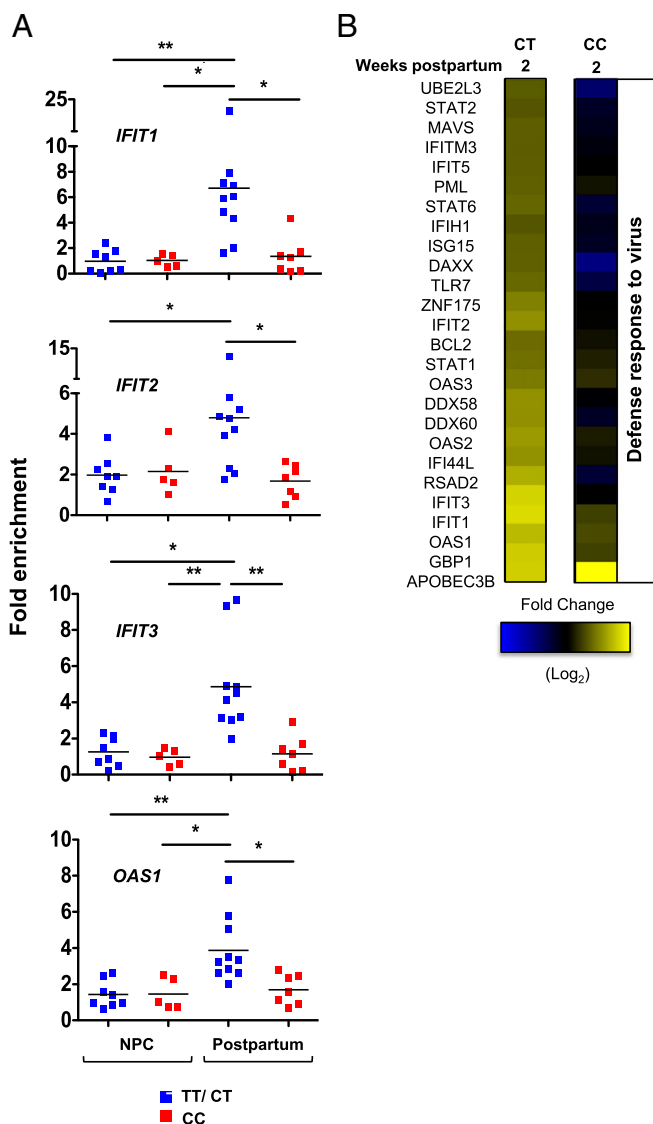 A
**
*
*
25
IFIT1
10
8
6
4
2
0
*
*
15
IFIT2
6
4
2
0
*
**
**
10
IFIT3
8
6
4
2
0
**
*
*
10
OAS1
8
6
4
2
0
Fold enrichment
NPC
Postpartum
TT/ CT
CC
B
CT CC
Weeks postpartum 2 2
UBE2L3
STAT2
MAVS
IFITM3
IFIT5
PML
STAT6
IFIH1
ISG15
DAXX
TLR7
ZNF175
IFIT2
BCL2
STAT1
OAS3
DDX58
DDX60
OAS2
IFI44L
RSAD2
IFIT3
IFIT1
OAS1
GBP1
APOBEC3B
Defense response to virus
Fold Change
(Log2)